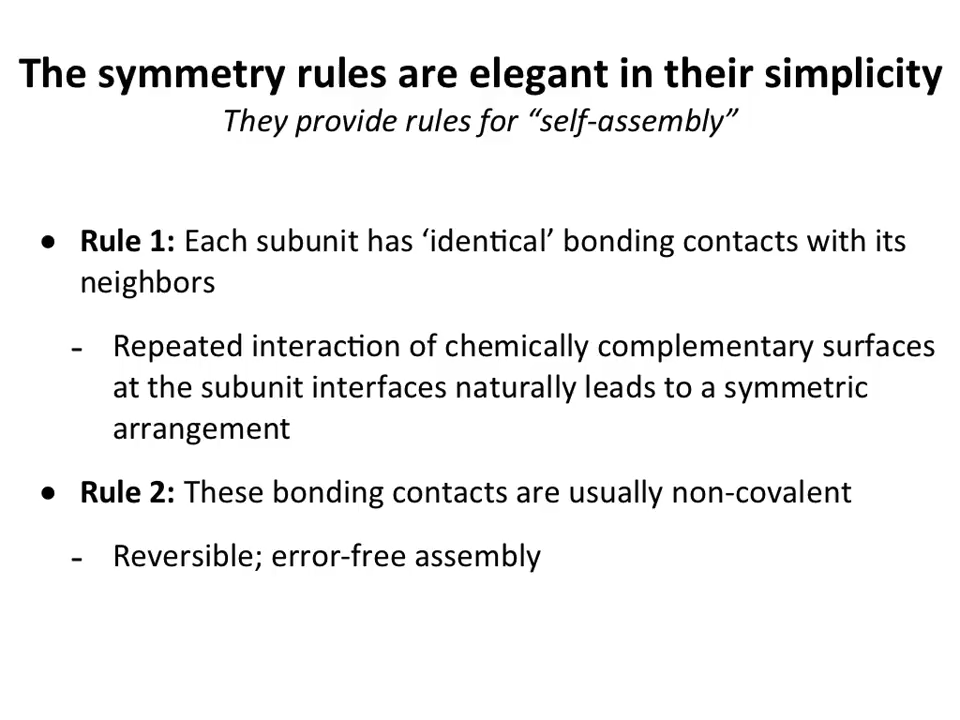 The symmetry rules are elegant in their simplicity
They provide rules for “self-assembly”
• Rule 1: Each subunit has ‘identical’ bonding contacts with its
neighbors
- Repeated interaction of chemically complementary surfaces
at the subunit interfaces naturally leads to a symmetric
arrangement
• Rule 2: These bonding contacts are usually non-covalent
- Reversible; error-free assembly